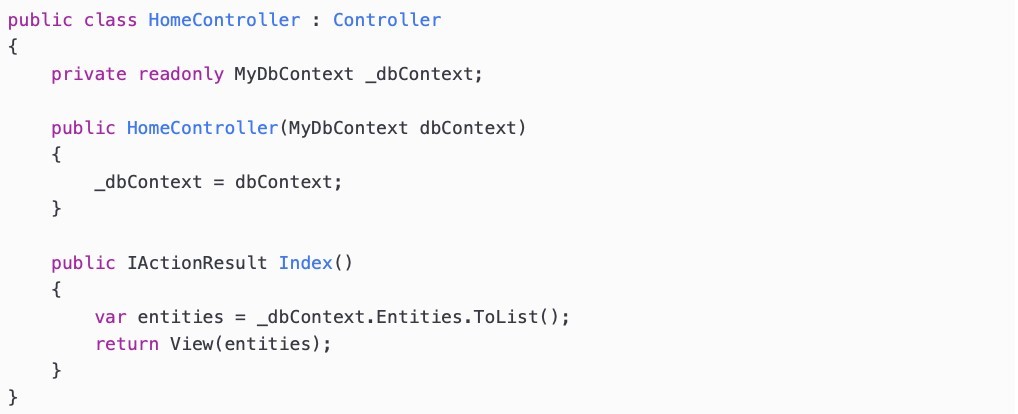 public class HomeController : Controller
{
    private readonly MyDbContext _dbContext;

    public HomeController(MyDbContext dbContext)
    {
        _dbContext = dbContext;
    }

    public IActionResult Index()
    {
        var entities = _dbContext.Entities.ToList();
        return View(entities);
    }
}